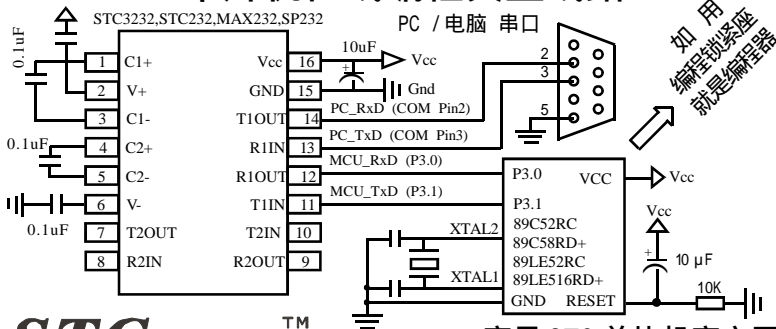 STC3232,STC232,MAX232,SP232
PC /电脑 串口
如 用
编程锁紧座
就是编程器
0.1uF
1 C1+
2 V+
3 C1-
4 C2+
5 C2-
6 V-
7 T2OUT
8 R2IN
0.1uF
0.1uF
Vcc 16
GND 15
T1OUT 14
R1IN 13
R1OUT 12
T1IN 11
T2IN 10
R2OUT 9
10uF
+
Vcc
Gnd
PC_RxD (COM Pin2)
PC_TxD (COM Pin3)
MCU_RxD (P3.0)
MCU_TxD (P3.1)
2
3
5
XTAL2
XTAL1
P3.0
VCC
P3.1
89C52RC
89C58RD+
89LE52RC
89LE516RD+
GND RESET
Vcc
Vcc
+
10 μF
10K
STC
TM